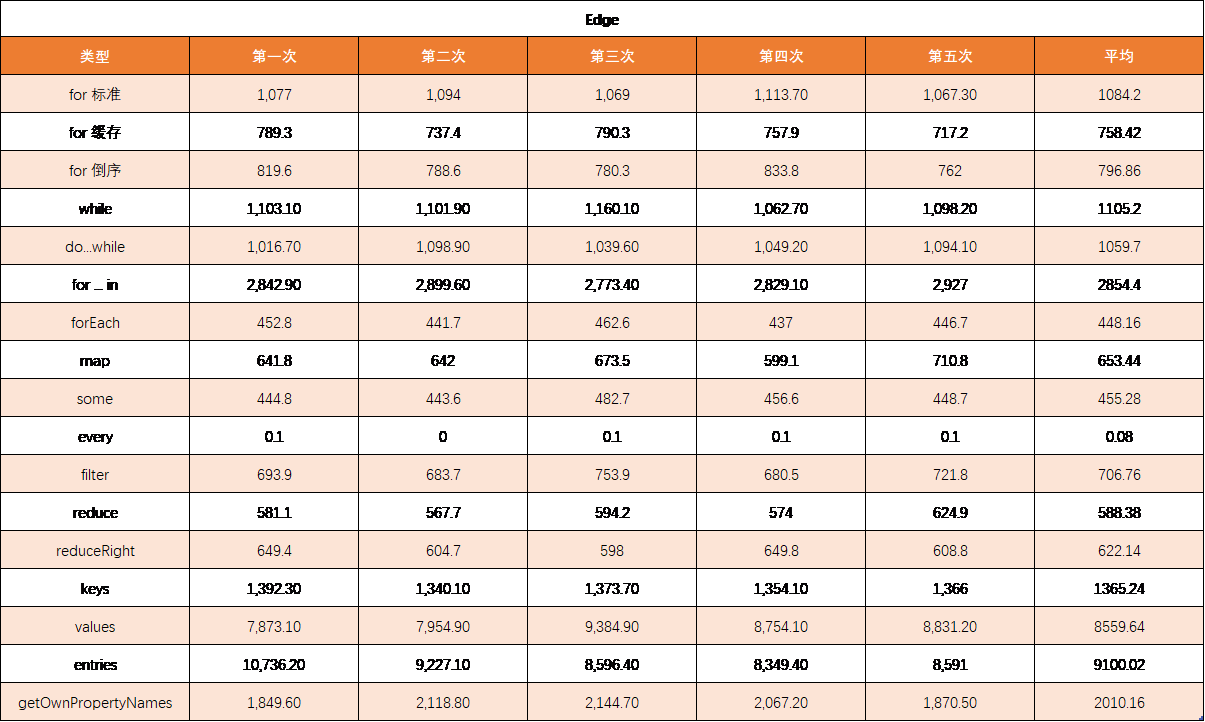 Edge
类型 第一次 第二次 第三次 第四次 第五次 平均
for 标准 1,077 1,094 1,069 1,113.70 1,067.30 1084.2
for 缓存 789.3 737.4 790.3 757.9 717.2 758.42
for 倒序 819.6 788.6 780.3 833.8 762 796.86
while 1,103.10 1,101.90 1,160.10 1,062.70 1,098.20 1105.2
do...while 1,016.70 1,098.90 1,039.60 1,049.20 1,094.10 1059.7
for ... in 2,842.90 2,899.60 2,773.40 2,829.10 2,927 2854.4
forEach 452.8 441.7 462.6 437 446.7 448.16
map 641.8 642 673.5 599.1 710.8 653.44
some 444.8 443.6 482.7 456.6 448.7 455.28
every 0.1 0 0.1 0.1 0.1 0.08
filter 693.9 683.7 753.9 680.5 721.8 706.76
reduce 581.1 567.7 594.2 574 624.9 588.38
reduceRight 649.4 604.7 598 649.8 608.8 622.14
keys 1,392.30 1,340.10 1,373.70 1,354.10 1,366 1365.24
values 7,873.10 7,954.90 9,384.90 8,754.10 8,831.20 8559.64
entries 10,736.20 9,227.10 8,596.40 8,349.40 8,591 9100.02
getOwnPropertyNames 1,849.60 2,118.80 2,144.70 2,067.20 1,870.50 2010.16